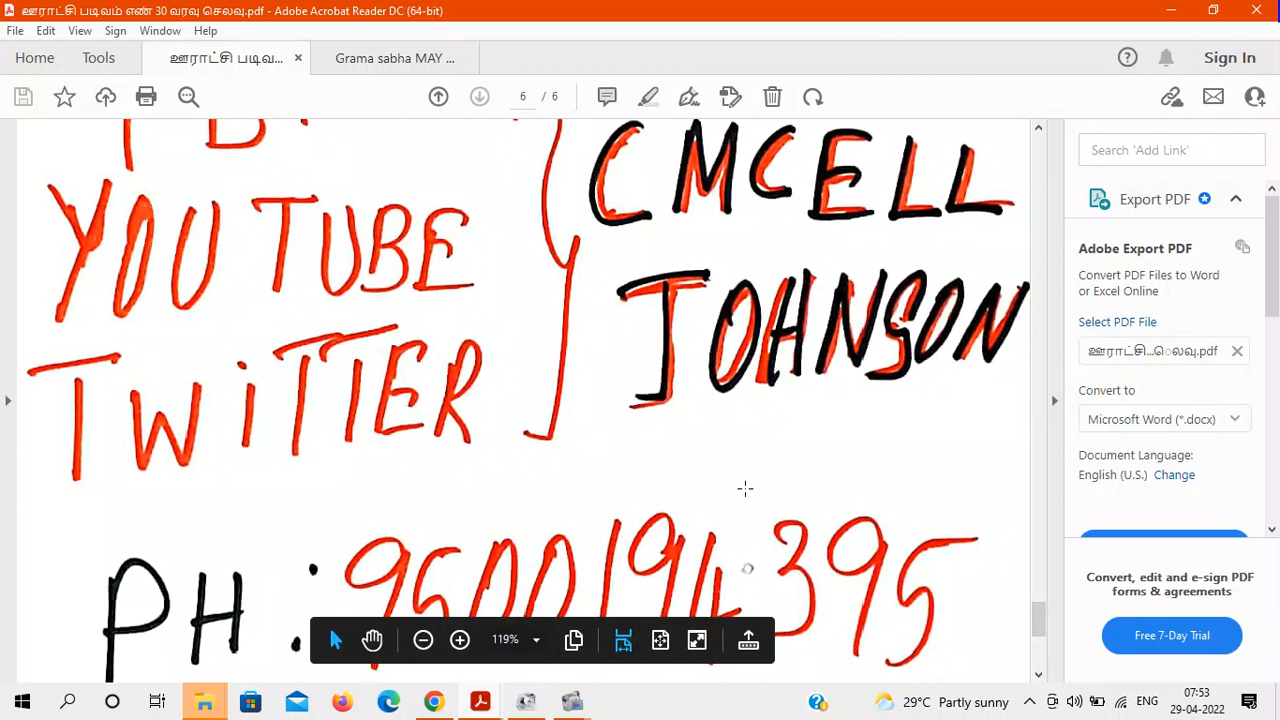 ஊராட்சி படிவம் எண் 30 வரவு செலவு.pdf - Adobe Acrobat Reader DC (64-bit)
File Edit View Sign Window Help
Home Tools ஊராட்சி படிவ... Grama sabha MAY ... Sign In
6 / 6
YOUTUBE
TWiTTER
CMCELL
JOHNSON
PH : 9500194395
119%
Search 'Add Link'
Export PDF
Adobe Export PDF
Convert PDF Files to Word
or Excel Online
Select PDF File
ஊராட்சி...ெலவு.pdf
Convert to
Microsoft Word (*.docx)
Document Language:
English (U.S.) Change
Convert, edit and e-sign PDF
forms & agreements
Free 7-Day Trial
29°C Partly sunny
ENG
07:53
29-04-2022